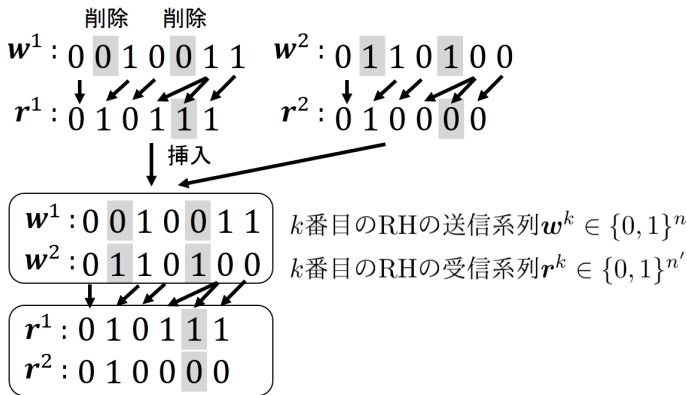 削除 削除
w¹ : 0 0 1 0 0 1 1 w² : 0 1 1 0 1 0 0
r¹ : 0 1 0 1 1 1 r² : 0 1 0 0 0 0
挿入
w¹ : 0 0 1 0 0 1 1
w² : 0 1 1 0 1 0 0
k番目のRHの送信系列w^k ∈ {0, 1}^n
k番目のRHの受信系列r^k ∈ {0, 1}^n′
r¹ : 0 1 0 1 1 1
r² : 0 1 0 0 0 0